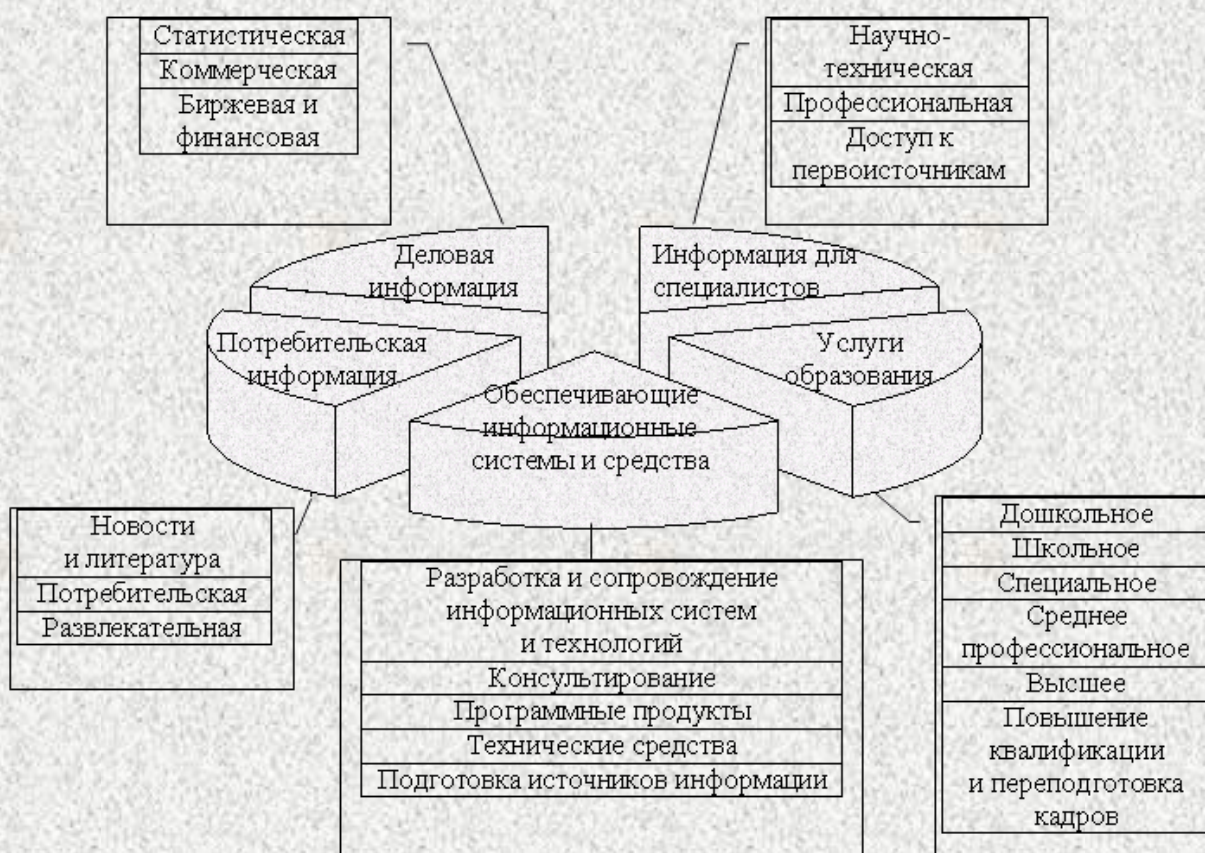 Статистическая
Коммерческая
Биржевая и
финансовая
Научно-
техническая
Профессиональная
Доступ к
первоисточникам
Деловая
информация
Информация для
специалистов
Потребительская
информация
Услуги
образования
Обеспечивающие
информационные
системы и средства
Новости
и литература
Потребительская
Развлекательная
Разработка и сопровождение
информационных систем
и технологий
Консультирование
Программные продукты
Технические средства
Подготовка источников информации
Дошкольное
Школьное
Специальное
Среднее
профессиональное
Высшее
Повышение
квалификации
и переподготовка
кадров